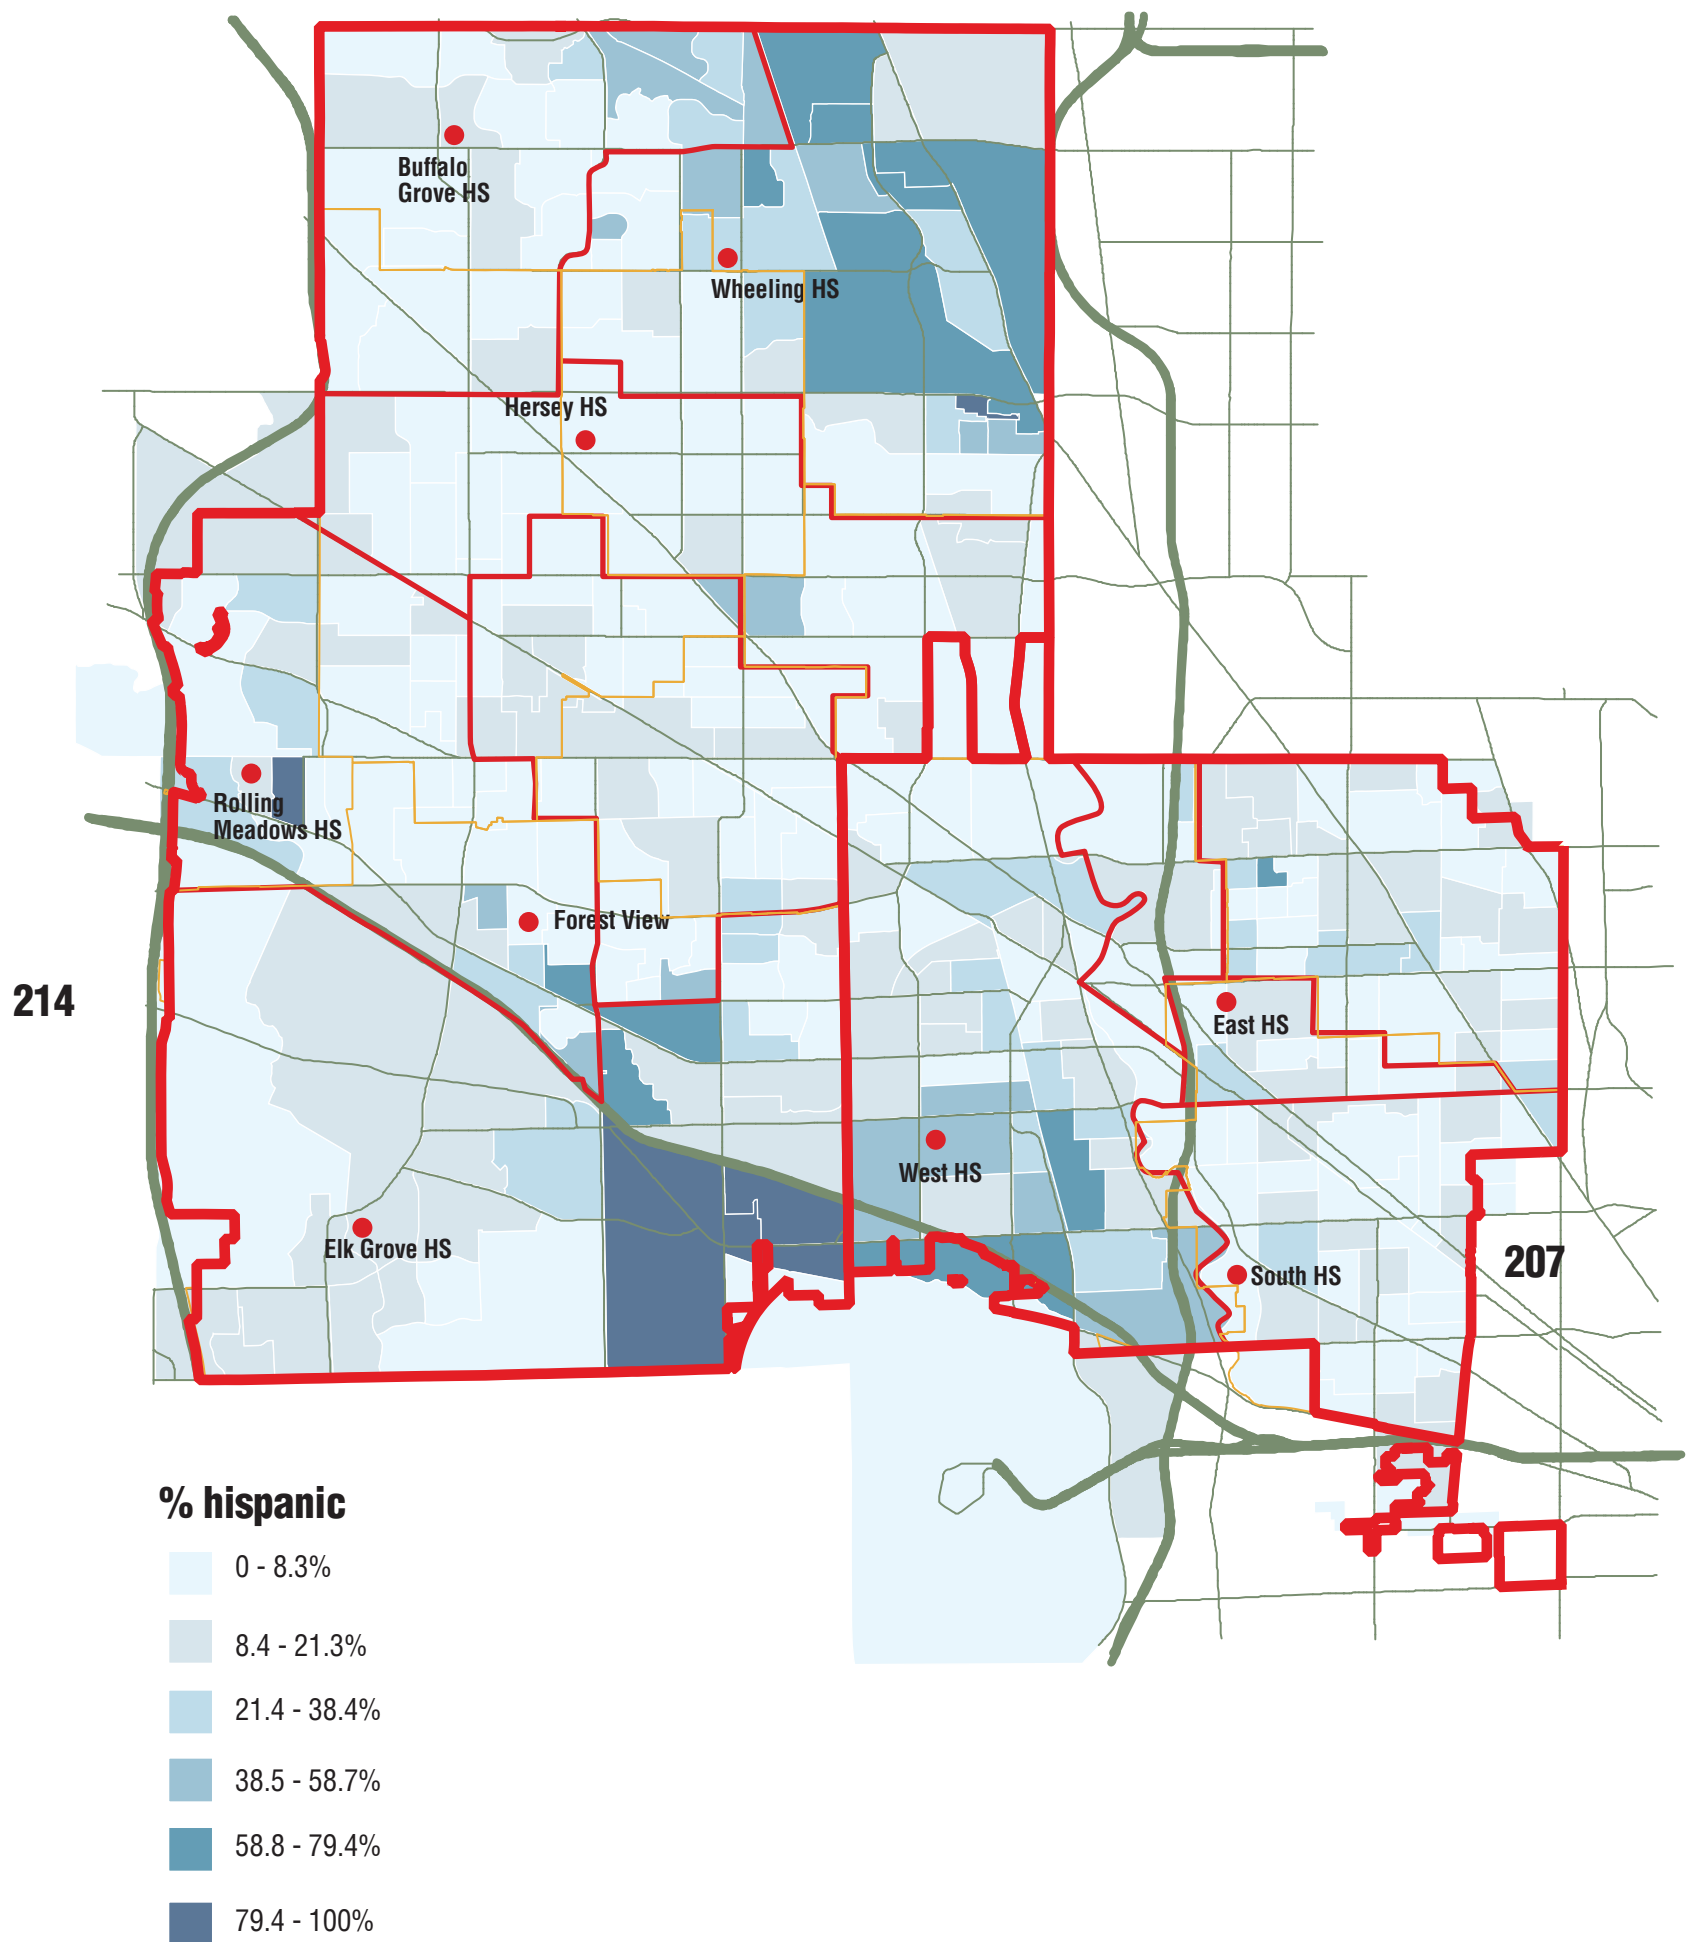 Buffalo
Grove HS
Wheeling HS
Hersey HS
Rolling
Meadows HS
Forest View
214
East HS
West HS
Elk Grove HS
South HS
207
% hispanic
0 - 8.3%
8.4 - 21.3%
21.4 - 38.4%
38.5 - 58.7%
58.8 - 79.4%
79.4 - 100%